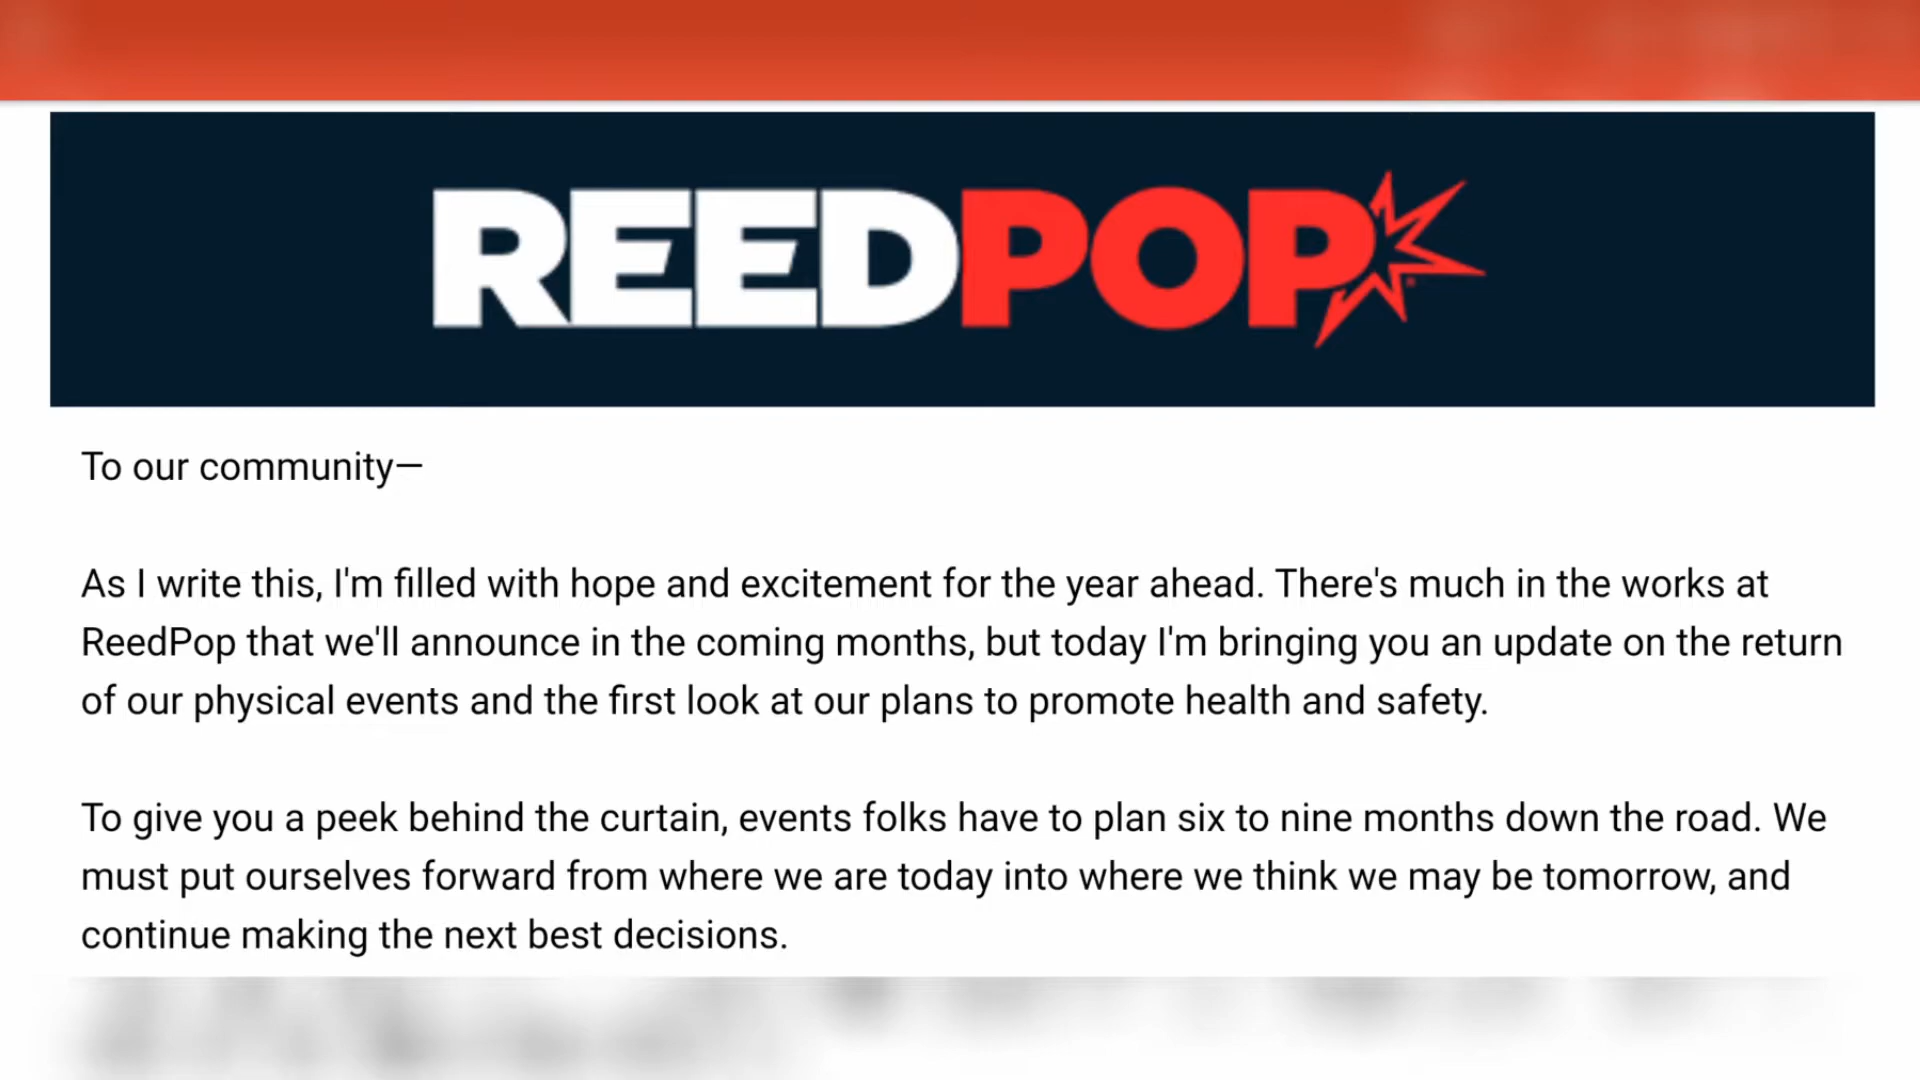 REEDPOP
To our community—
As I write this, I'm filled with hope and excitement for the year ahead. There's much in the works at
ReedPop that we'll announce in the coming months, but today I'm bringing you an update on the return
of our physical events and the first look at our plans to promote health and safety.
To give you a peek behind the curtain, events folks have to plan six to nine months down the road. We
must put ourselves forward from where we are today into where we think we may be tomorrow, and
continue making the next best decisions.